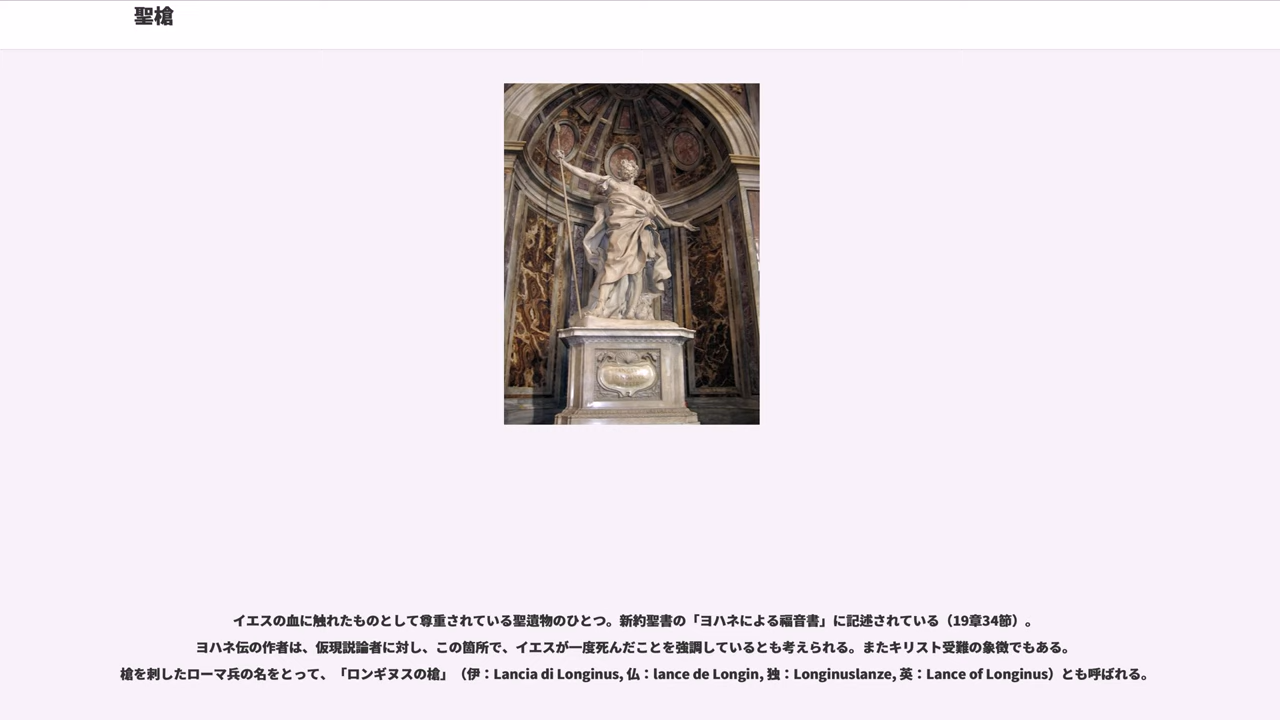 聖槍
イエスの血に触れたものとして尊重されている聖遺物のひとつ。新約聖書の「ヨハネによる福音書」に記述されている（19章34節）。
ヨハネ伝の作者は、仮現説論者に対し、この箇所で、イエスが一度死んだことを強調しているとも考えられる。またキリスト受難の象徴でもある。
槍を刺したローマ兵の名をとって、「ロンギヌスの槍」（伊：Lancia di Longinus, 仏：lance de Longin, 独：Longinuslanze, 英：Lance of Longinus）とも呼ばれる。